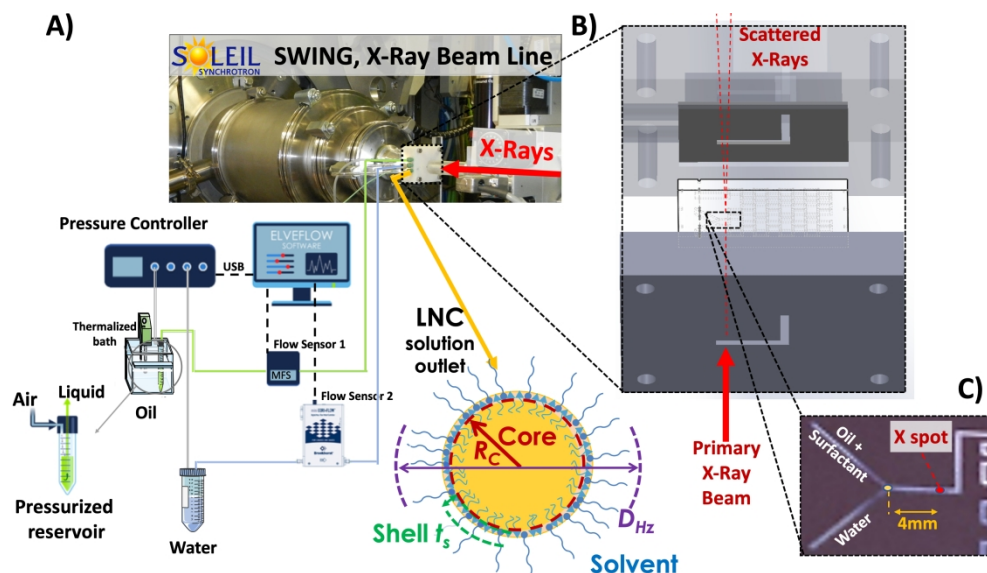 A)
SOLEIL
SYNCHROTRON
SWING, X-Ray Beam Line
X-Rays
Pressure Controller
USB
ELVEFLOW
SOFTWARE
Thermalized
bath
Flow Sensor 1
MFS
Oil
Flow Sensor 2
Air
Liquid
Pressurized
reservoir
Water
LNC
solution
outlet
Core
R_C
D_Hz
Shell t_s
Solvent
B)
Scattered
X-Rays
Primary
X-Ray
Beam
C)
Oil +
Surfactant
Water
X spot
4mm